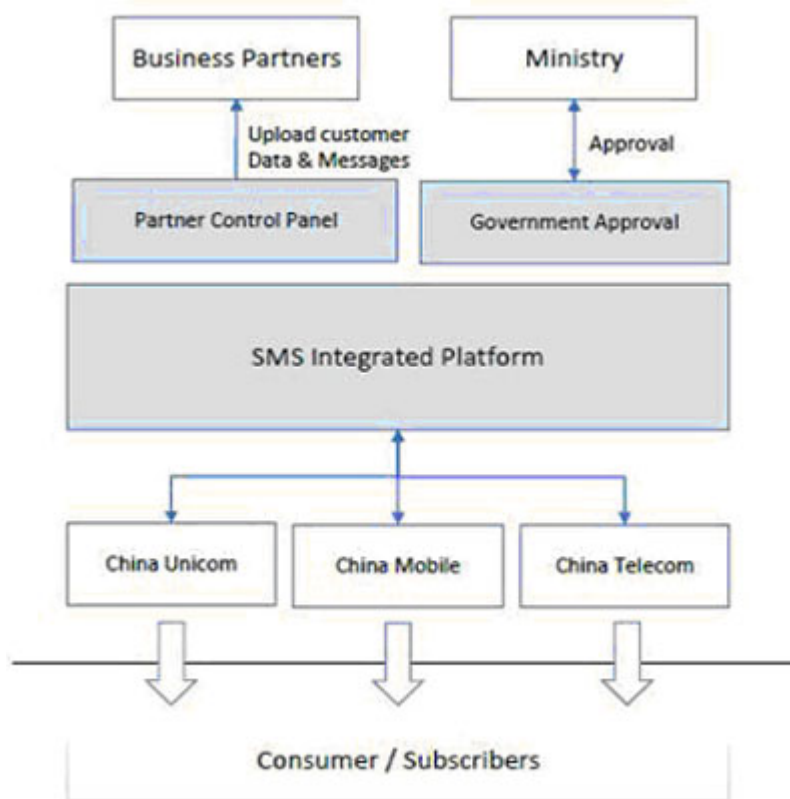 Business Partners
Ministry
Upload customer
Data & Messages
Approval
Partner Control Panel
Government Approval
SMS Integrated Platform
China Unicom
China Mobile
China Telecom
Consumer / Subscribers